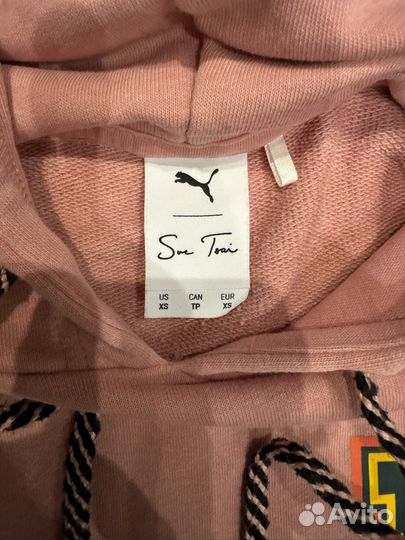 Sue Tsai
US CAN EUR
XS TP XS
Avito